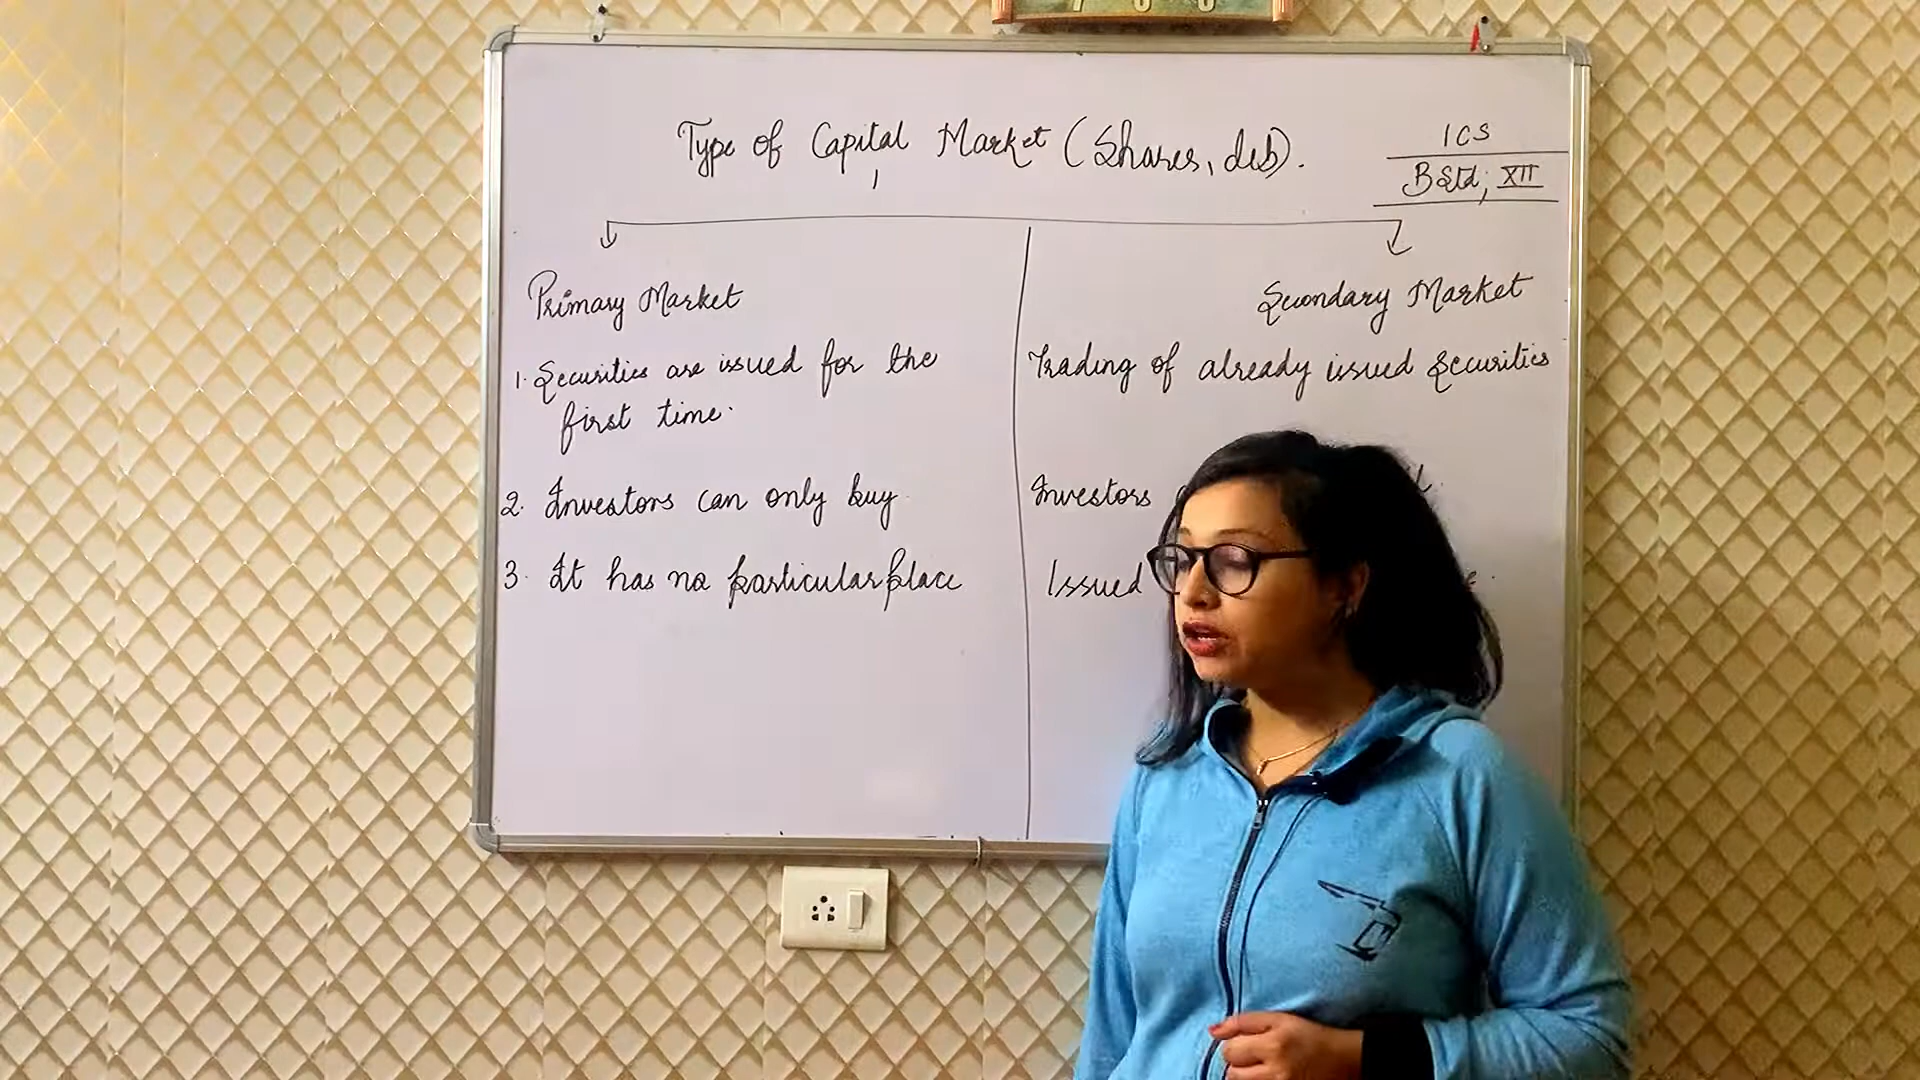 Type of Capital Market (Shares, deb).
ICS
B Std; XII
Primary Market
1. Securities are issued for the
first time.
2. Investors can only buy
3. It has no particular place
Secondary Market
Trading of already issued securities
Investors
Issued